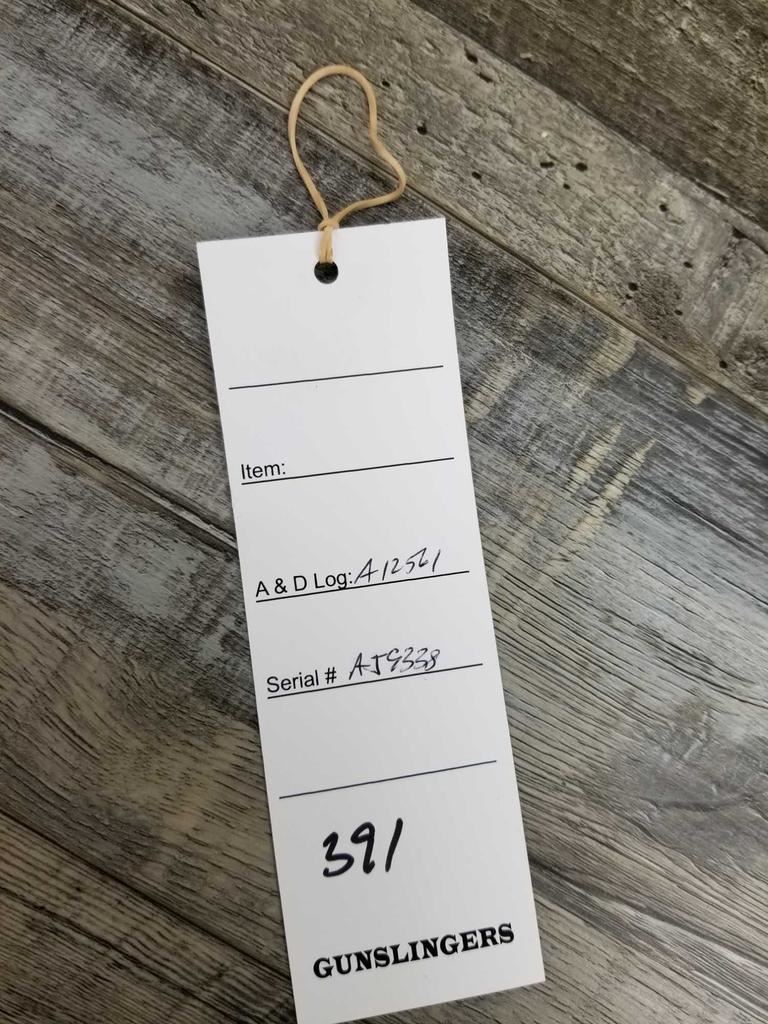 Item:
A & D Log: A12561
Serial # AJ9338
391
GUNSLINGERS